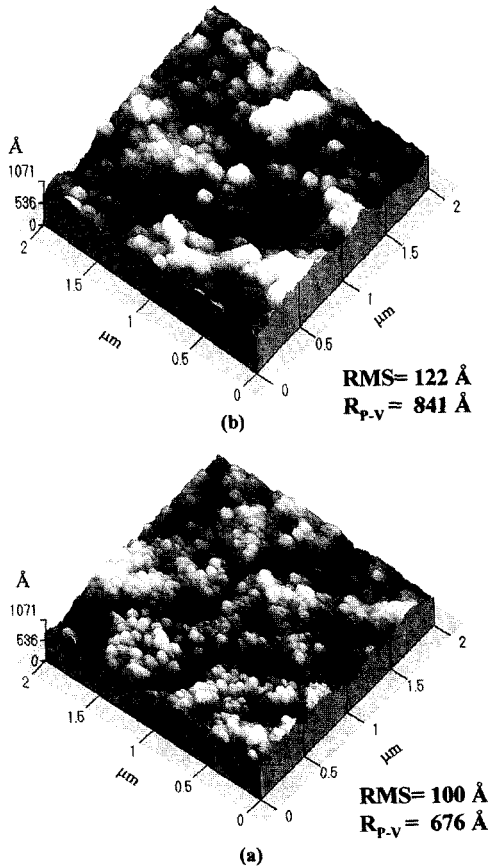 Å
1071
536
0
2
1.5
1
μm
0.5
0
0
0.5
1
μm
1.5
2
RMS= 122 Å
R_P-V = 841 Å
(b)
Å
1071
536
0
2
1.5
1
μm
0.5
0
0
0.5
1
μm
1.5
2
RMS= 100 Å
R_P-V = 676 Å
(a)